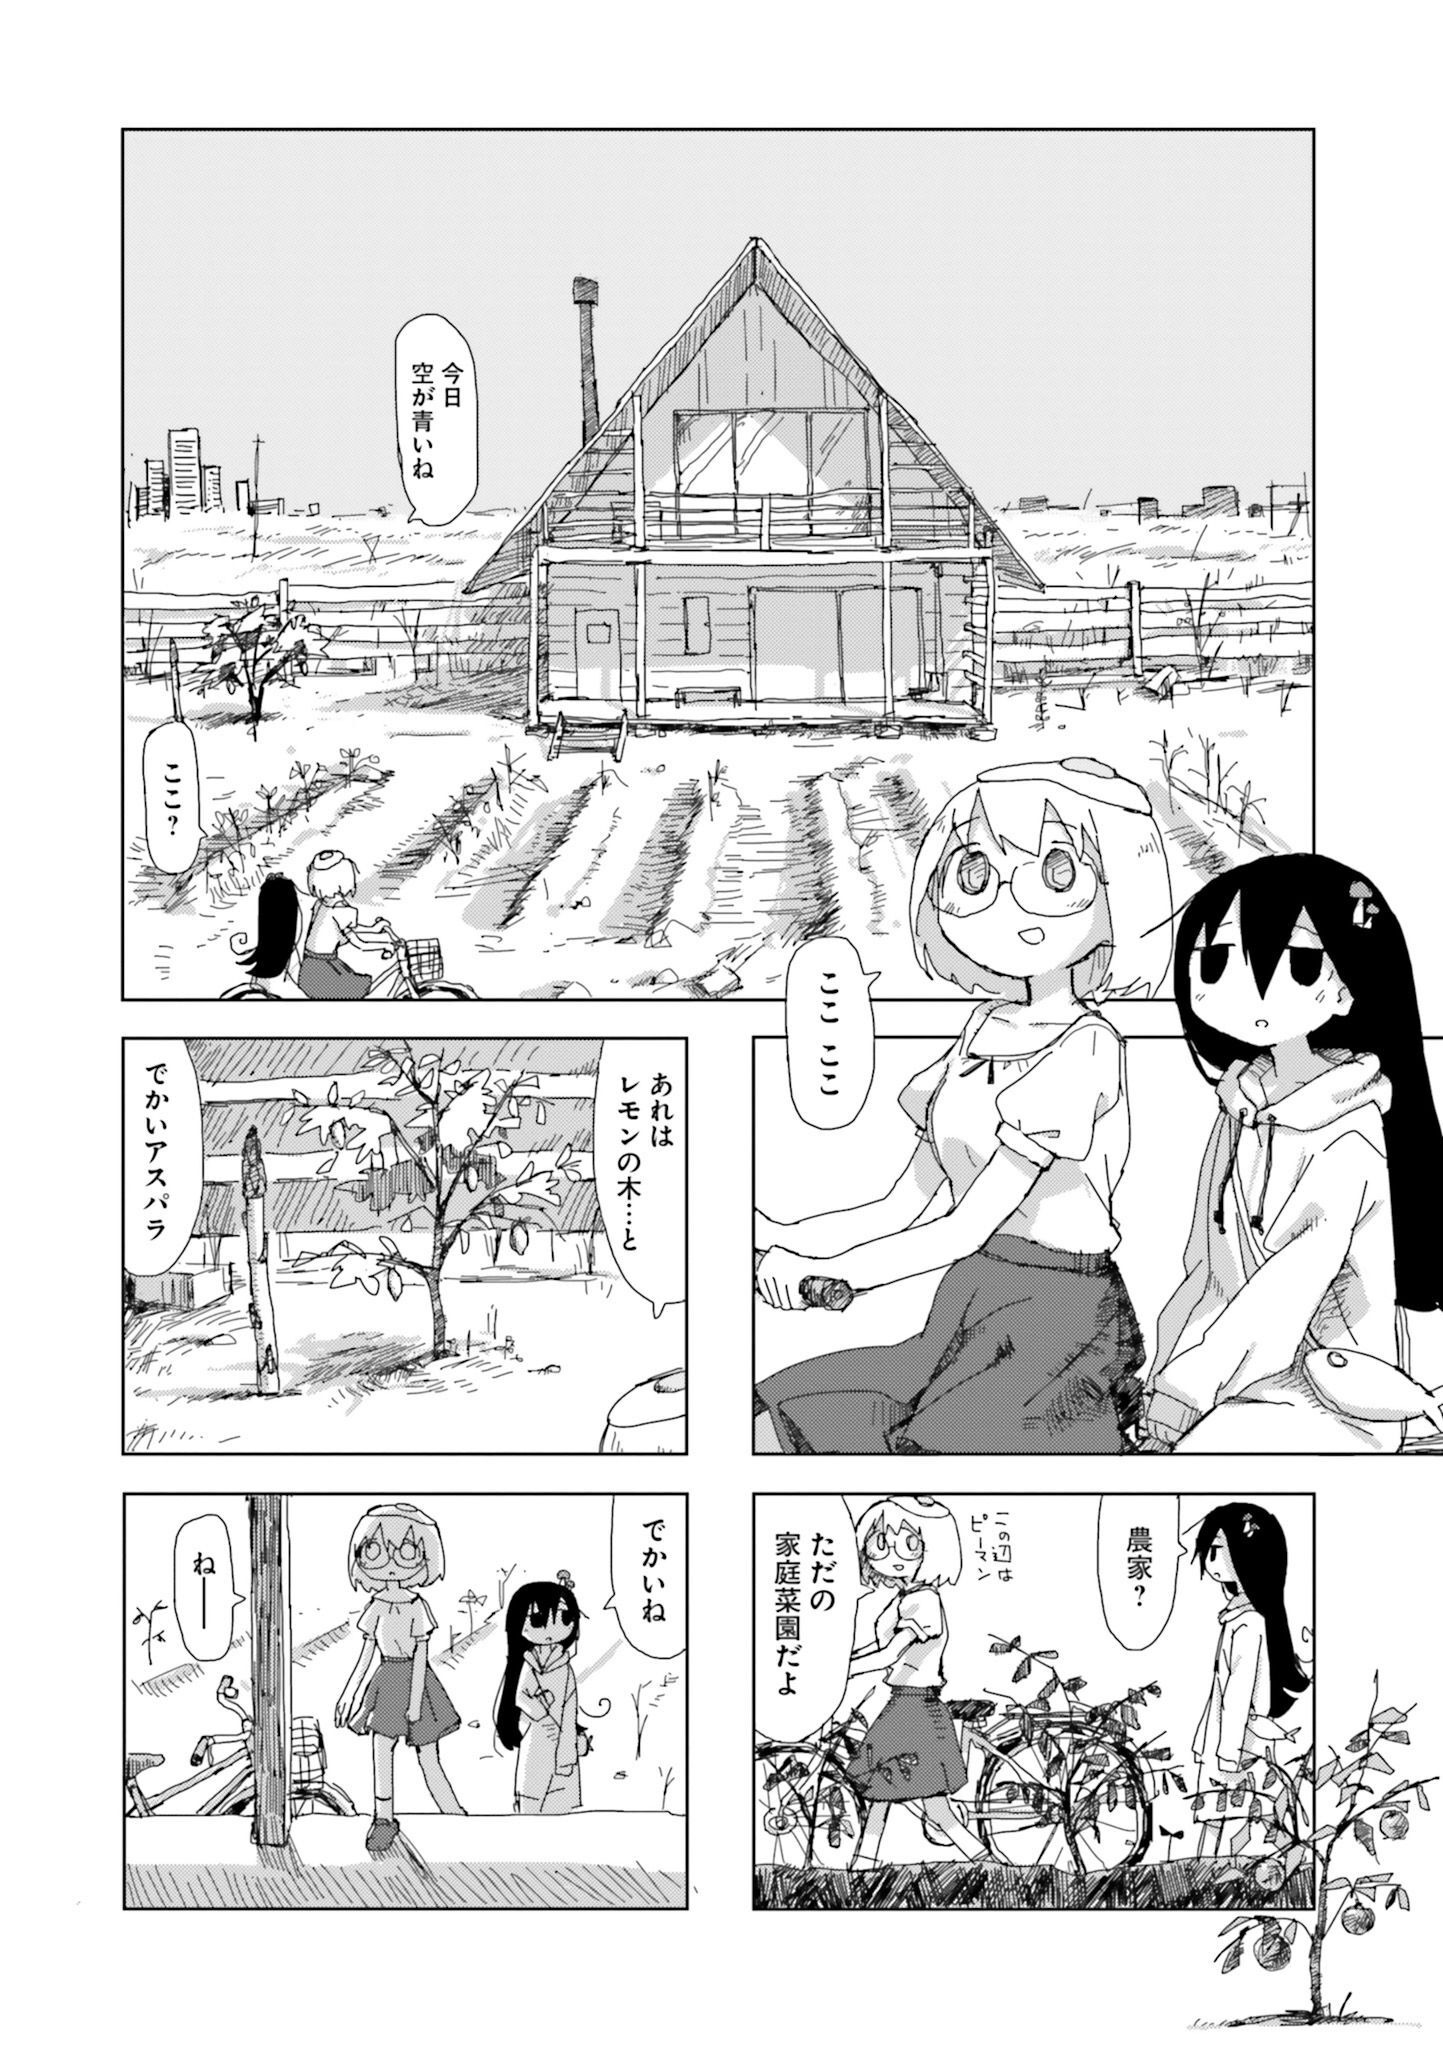 今日
空が青いね
ここ?
ここ ここ
あれは
レモンの木…と
でかいアスパラ
農家?
この辺は
ピーマン
ただの
家庭菜園だよ
でかいね
ねー